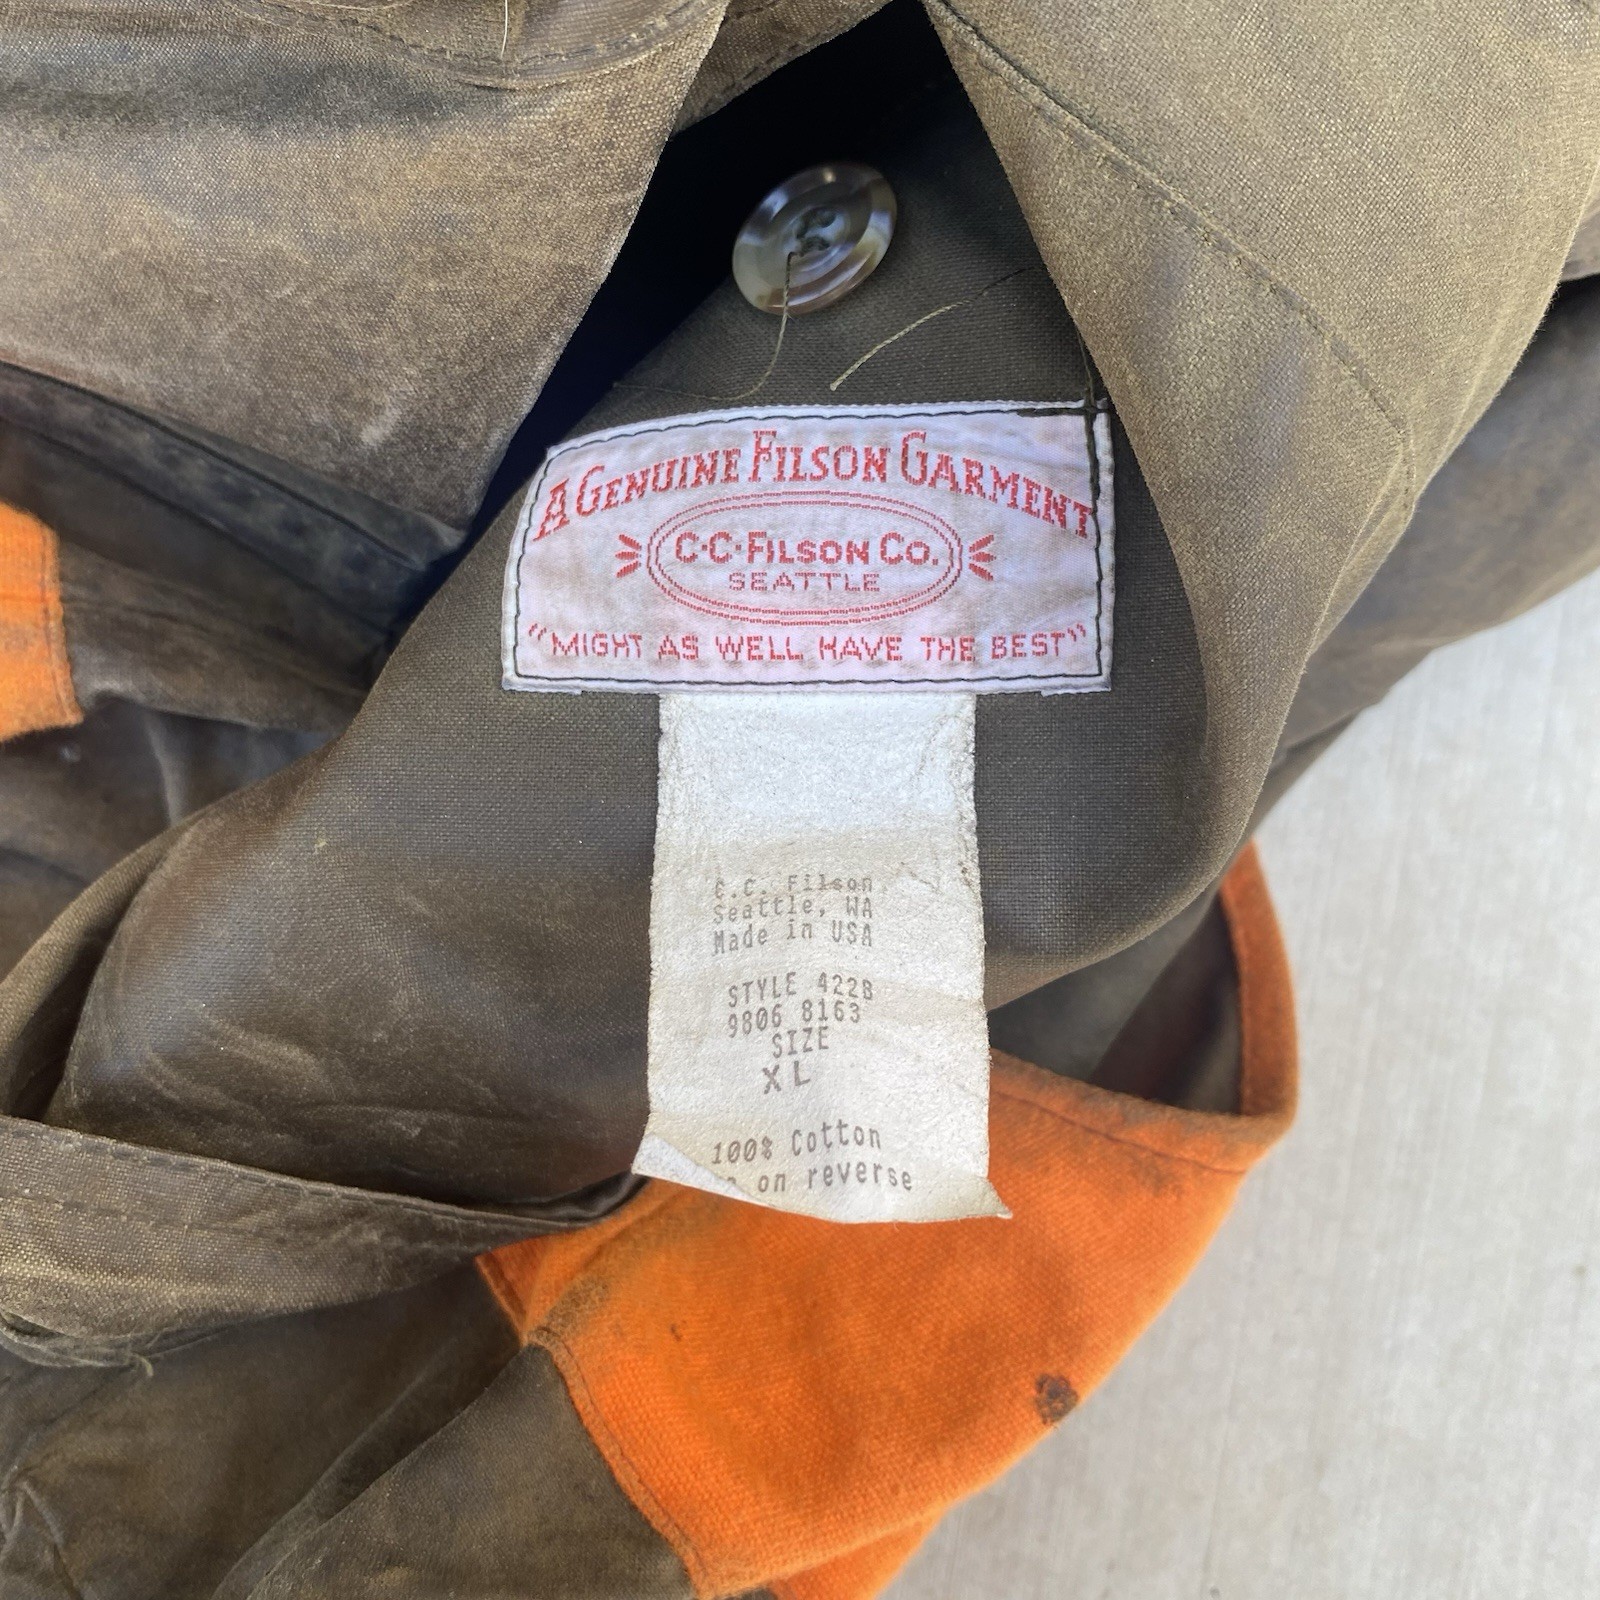 A GENUINE FILSON GARMENT
C·C·FILSON CO.
SEATTLE
"MIGHT AS WELL HAVE THE BEST"
C.C. Filson
Seattle, WA
Made in USA
STYLE 422B
9806 8163
SIZE
XL
100% Cotton
on reverse